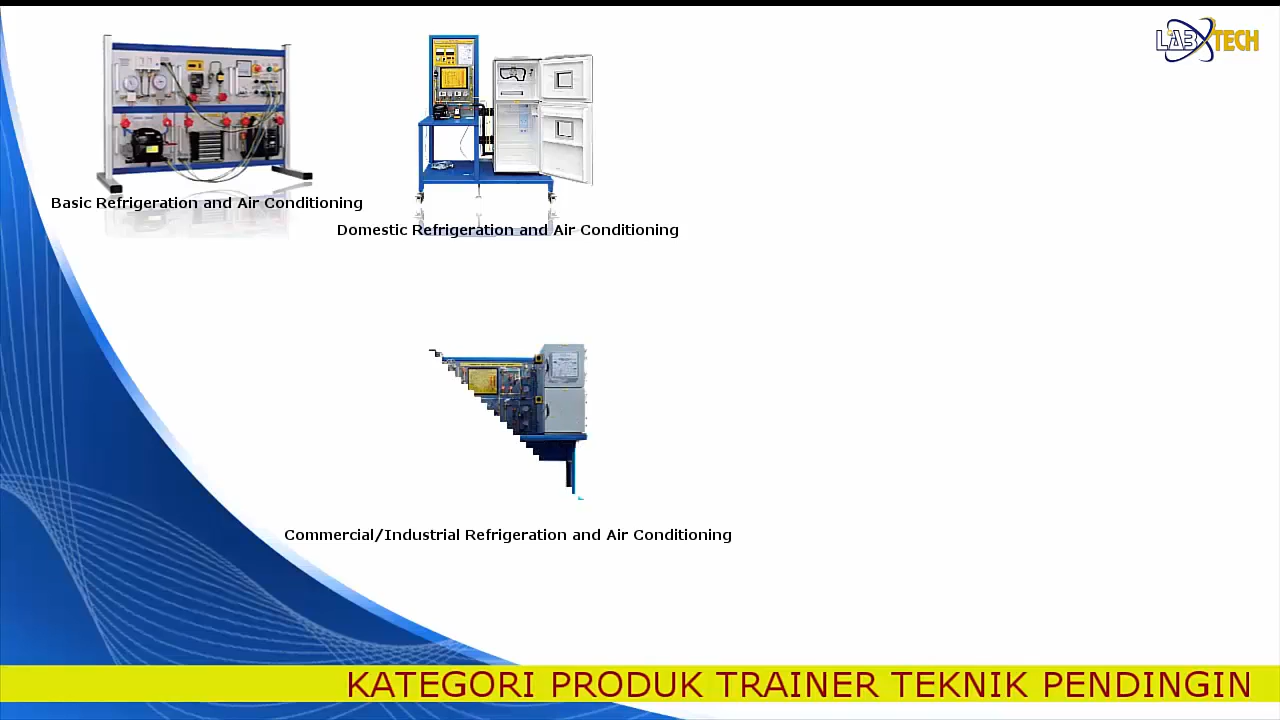 LABTECH
Basic Refrigeration and Air Conditioning
Domestic Refrigeration and Air Conditioning
Commercial/Industrial Refrigeration and Air Conditioning
KATEGORI PRODUK TRAINER TEKNIK PENDINGIN